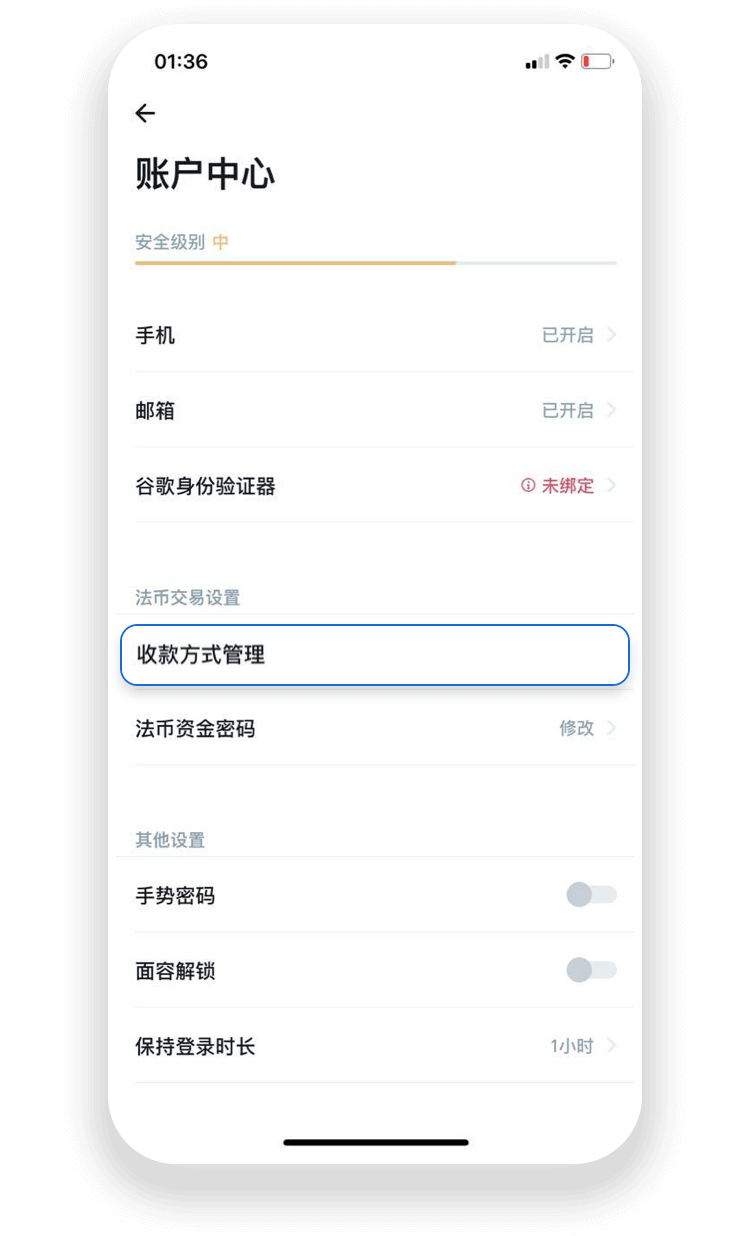 01:36
账户中心
安全级别 中
手机 已开启
邮箱 已开启
谷歌身份验证器 未绑定
法币交易设置
收款方式管理
法币资金密码 修改
其他设置
手势密码
面容解锁
保持登录时长 1小时